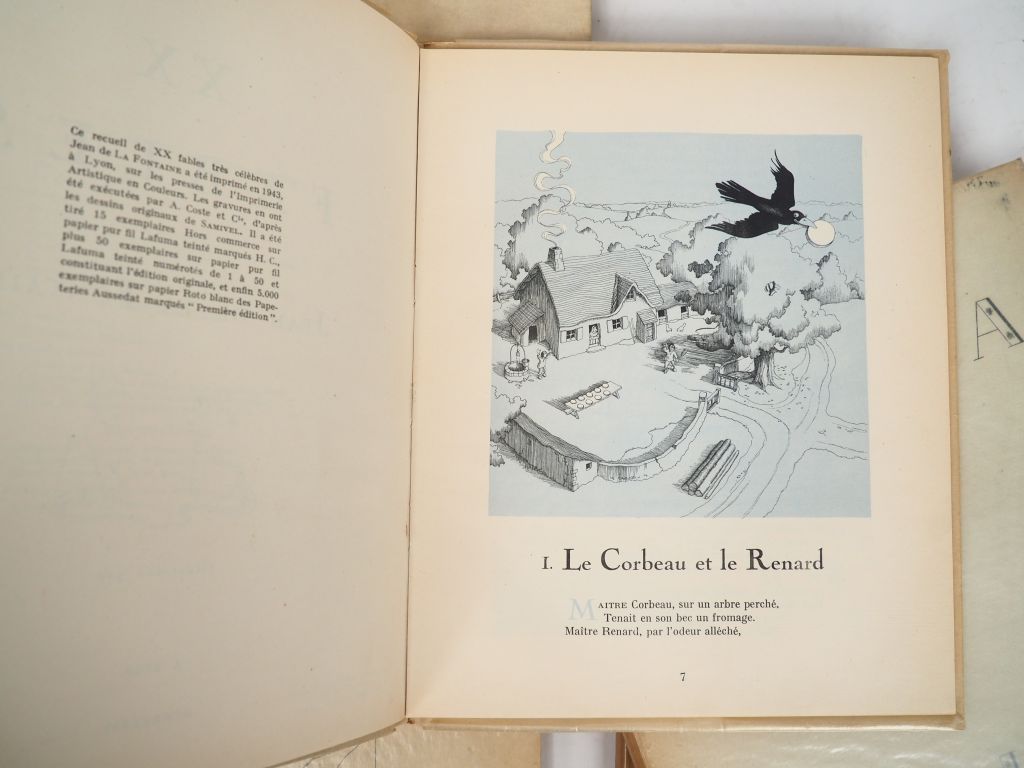 Ce recueil de XX fables très célèbres de
Jean de LA FONTAINE a été imprimé en 1943,
à Lyon, sur les presses de l'Imprimerie
Artistique en Couleurs. Les gravures en ont
été exécutées par A. Coste et Cie, d'après
les dessins originaux de SAMIVEL. Il a été
tiré 15 exemplaires Hors commerce sur
papier pur fil Lafuma teinté marqués H. C.,
plus 50 exemplaires sur papier pur fil
Lafuma teinté numérotés de 1 à 50 et
constituant l'édition originale, et enfin 5.000
exemplaires sur papier Roto blanc des Pape-
teries Aussedat marqués "Première édition".
I. Le Corbeau et le Renard
MAITRE Corbeau, sur un arbre perché,
Tenait en son bec un fromage.
Maître Renard, par l'odeur alléché,
7
A